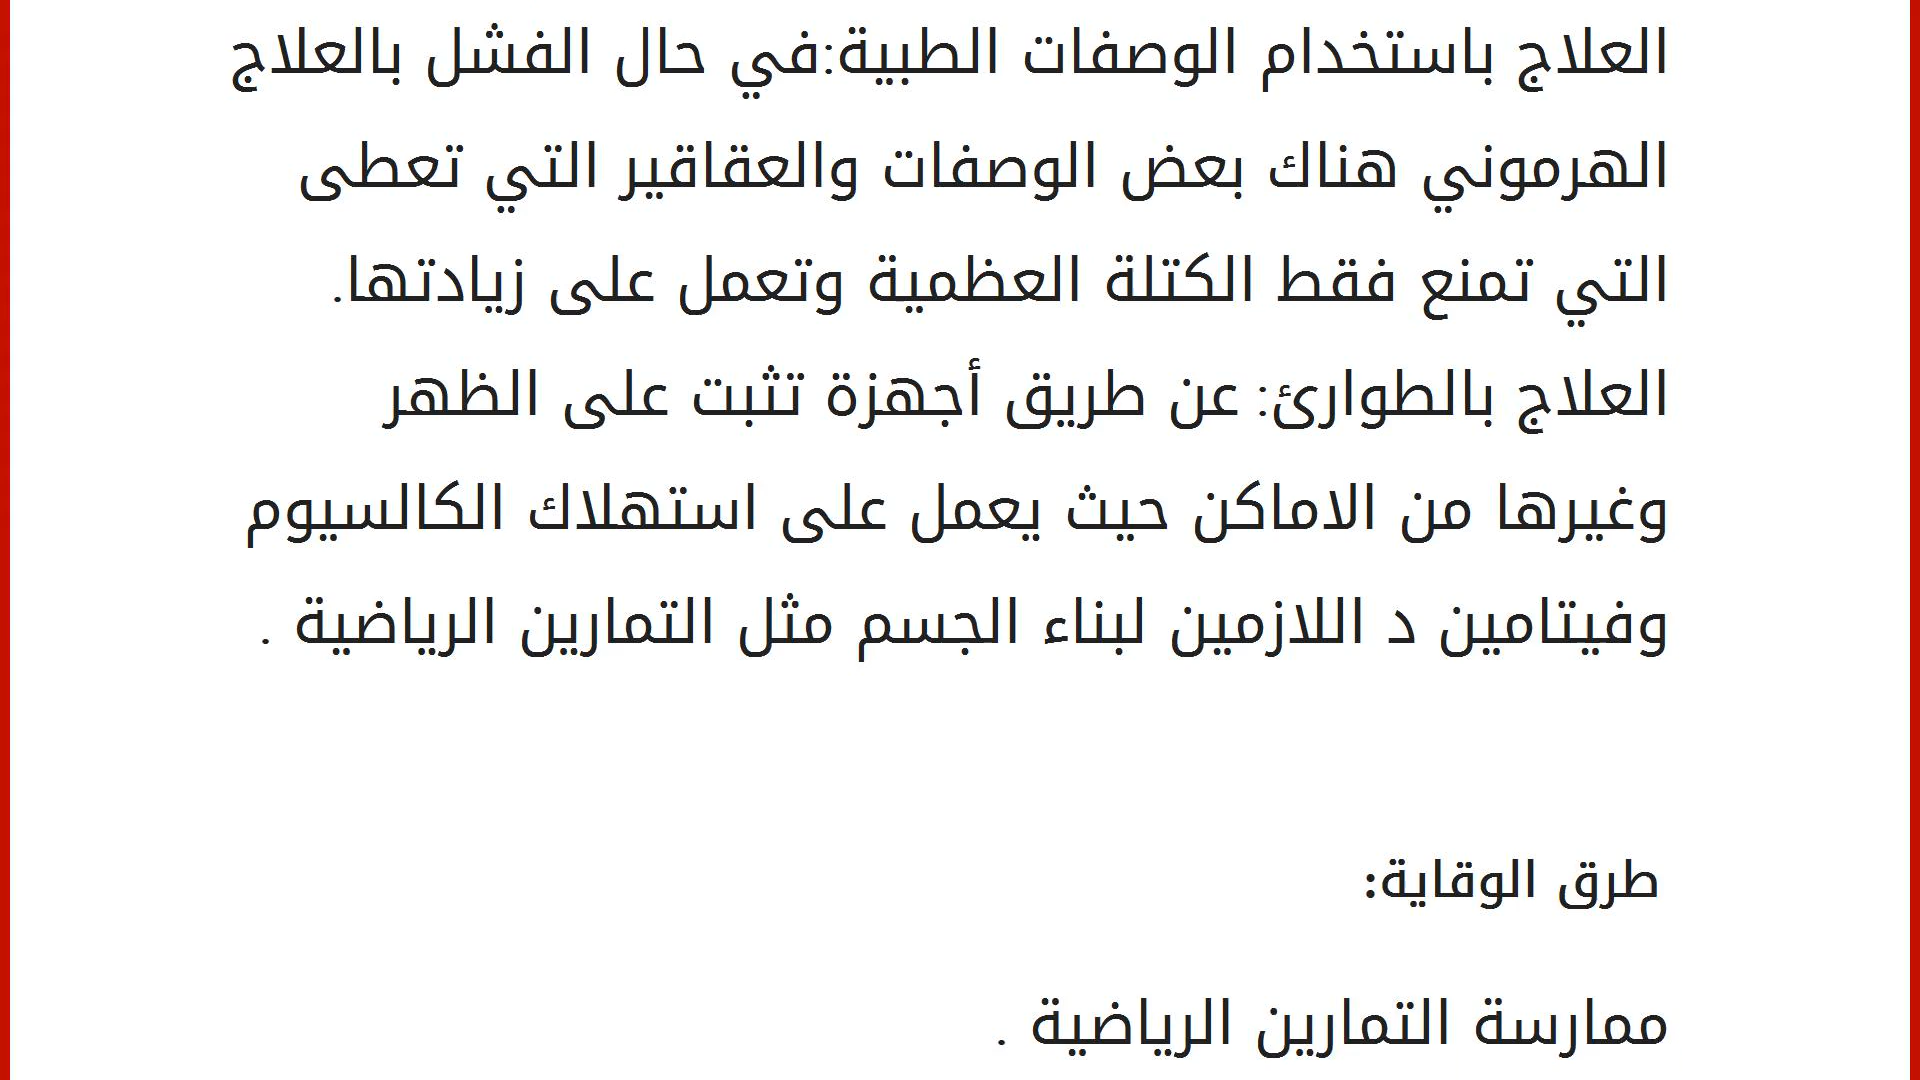 العلاج باستخدام الوصفات الطبية:في حال الفشل بالعلاج
الهرموني هناك بعض الوصفات والعقاقير التي تعطى
التي تمنع فقط الكتلة العظمية وتعمل على زيادتها.
العلاج بالطوارئ: عن طريق أجهزة تثبت على الظهر
وغيرها من الاماكن حيث يعمل على استهلاك الكالسيوم
وفيتامين د اللازمين لبناء الجسم مثل التمارين الرياضية .
طرق الوقاية:
ممارسة التمارين الرياضية .